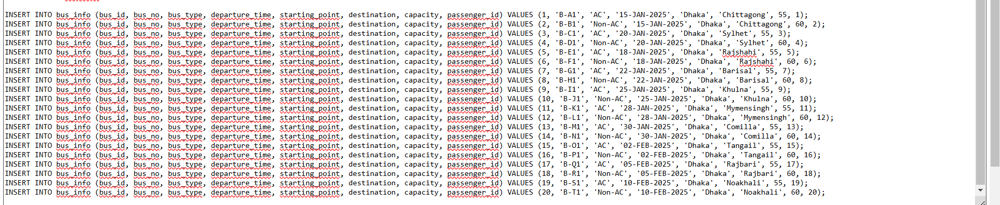 INSERT INTO bus_info (bus_id, bus_no, bus_type, departure_time, starting_point, destination, capacity, passenger_id) VALUES (1, 'B-A1', 'AC', '15-JAN-2025', 'Dhaka', 'Chittagong', 55, 1);
INSERT INTO bus_info (bus_id, bus_no, bus_type, departure_time, starting_point, destination, capacity, passenger_id) VALUES (2, 'B-B1', 'Non-AC', '15-JAN-2025', 'Dhaka', 'Chittagong', 60, 2);
INSERT INTO bus_info (bus_id, bus_no, bus_type, departure_time, starting_point, destination, capacity, passenger_id) VALUES (3, 'B-C1', 'AC', '20-JAN-2025', 'Dhaka', 'Sylhet', 55, 3);
INSERT INTO bus_info (bus_id, bus_no, bus_type, departure_time, starting_point, destination, capacity, passenger_id) VALUES (4, 'B-D1', 'Non-AC', '20-JAN-2025', 'Dhaka', 'Sylhet', 60, 4);
INSERT INTO bus_info (bus_id, bus_no, bus_type, departure_time, starting_point, destination, capacity, passenger_id) VALUES (5, 'B-E1', 'AC', '18-JAN-2025', 'Dhaka', 'Rajshahi', 55, 5);
INSERT INTO bus_info (bus_id, bus_no, bus_type, departure_time, starting_point, destination, capacity, passenger_id) VALUES (6, 'B-F1', 'Non-AC', '18-JAN-2025', 'Dhaka', 'Rajshahi', 60, 6);
INSERT INTO bus_info (bus_id, bus_no, bus_type, departure_time, starting_point, destination, capacity, passenger_id) VALUES (7, 'B-G1', 'AC', '22-JAN-2025', 'Dhaka', 'Barisal', 55, 7);
INSERT INTO bus_info (bus_id, bus_no, bus_type, departure_time, starting_point, destination, capacity, passenger_id) VALUES (8, 'B-H1', 'Non-AC', '22-JAN-2025', 'Dhaka', 'Barisal', 60, 8);
INSERT INTO bus_info (bus_id, bus_no, bus_type, departure_time, starting_point, destination, capacity, passenger_id) VALUES (9, 'B-I1', 'AC', '25-JAN-2025', 'Dhaka', 'Khulna', 55, 9);
INSERT INTO bus_info (bus_id, bus_no, bus_type, departure_time, starting_point, destination, capacity, passenger_id) VALUES (10, 'B-J1', 'Non-AC', '25-JAN-2025', 'Dhaka', 'Khulna', 60, 10);
INSERT INTO bus_info (bus_id, bus_no, bus_type, departure_time, starting_point, destination, capacity, passenger_id) VALUES (11, 'B-K1', 'AC', '28-JAN-2025', 'Dhaka', 'Mymensingh', 55, 11);
INSERT INTO bus_info (bus_id, bus_no, bus_type, departure_time, starting_point, destination, capacity, passenger_id) VALUES (12, 'B-L1', 'Non-AC', '28-JAN-2025', 'Dhaka', 'Mymensingh', 60, 12);
INSERT INTO bus_info (bus_id, bus_no, bus_type, departure_time, starting_point, destination, capacity, passenger_id) VALUES (13, 'B-M1', 'AC', '30-JAN-2025', 'Dhaka', 'Comilla', 55, 13);
INSERT INTO bus_info (bus_id, bus_no, bus_type, departure_time, starting_point, destination, capacity, passenger_id) VALUES (14, 'B-N1', 'Non-AC', '30-JAN-2025', 'Dhaka', 'Comilla', 60, 14);
INSERT INTO bus_info (bus_id, bus_no, bus_type, departure_time, starting_point, destination, capacity, passenger_id) VALUES (15, 'B-O1', 'AC', '02-FEB-2025', 'Dhaka', 'Tangail', 55, 15);
INSERT INTO bus_info (bus_id, bus_no, bus_type, departure_time, starting_point, destination, capacity, passenger_id) VALUES (16, 'B-P1', 'Non-AC', '02-FEB-2025', 'Dhaka', 'Tangail', 60, 16);
INSERT INTO bus_info (bus_id, bus_no, bus_type, departure_time, starting_point, destination, capacity, passenger_id) VALUES (17, 'B-Q1', 'AC', '05-FEB-2025', 'Dhaka', 'Rajbari', 55, 17);
INSERT INTO bus_info (bus_id, bus_no, bus_type, departure_time, starting_point, destination, capacity, passenger_id) VALUES (18, 'B-R1', 'Non-AC', '05-FEB-2025', 'Dhaka', 'Rajbari', 60, 18);
INSERT INTO bus_info (bus_id, bus_no, bus_type, departure_time, starting_point, destination, capacity, passenger_id) VALUES (19, 'B-S1', 'AC', '10-FEB-2025', 'Dhaka', 'Noakhali', 55, 19);
INSERT INTO bus_info (bus_id, bus_no, bus_type, departure_time, starting_point, destination, capacity, passenger_id) VALUES (20, 'B-T1', 'Non-AC', '10-FEB-2025', 'Dhaka', 'Noakhali', 60, 20);